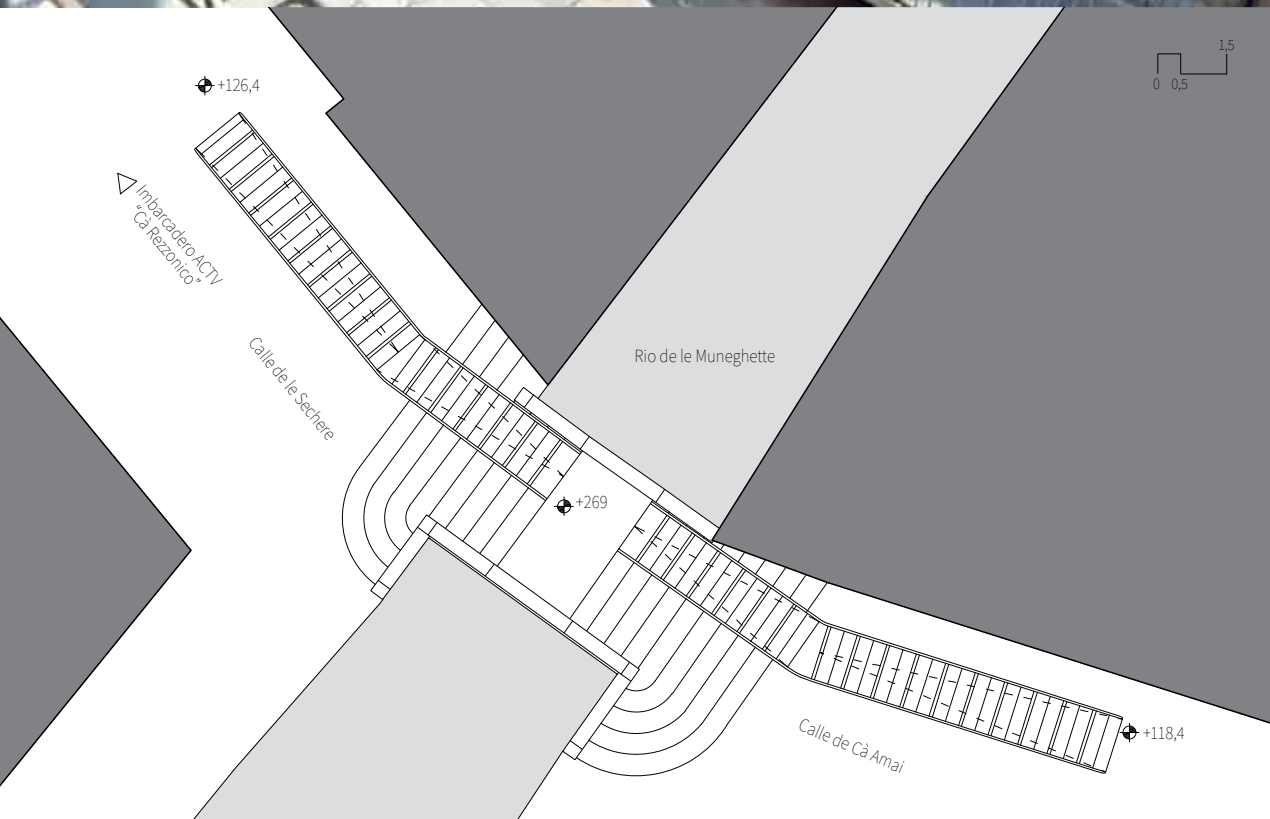 1,5
0 0,5
+126,4
Imbarcadero ACTV
“Cà Rezzonico”
Calle de le Sechere
Rio de le Muneghette
+269
Calle de Cà Amai
+118,4